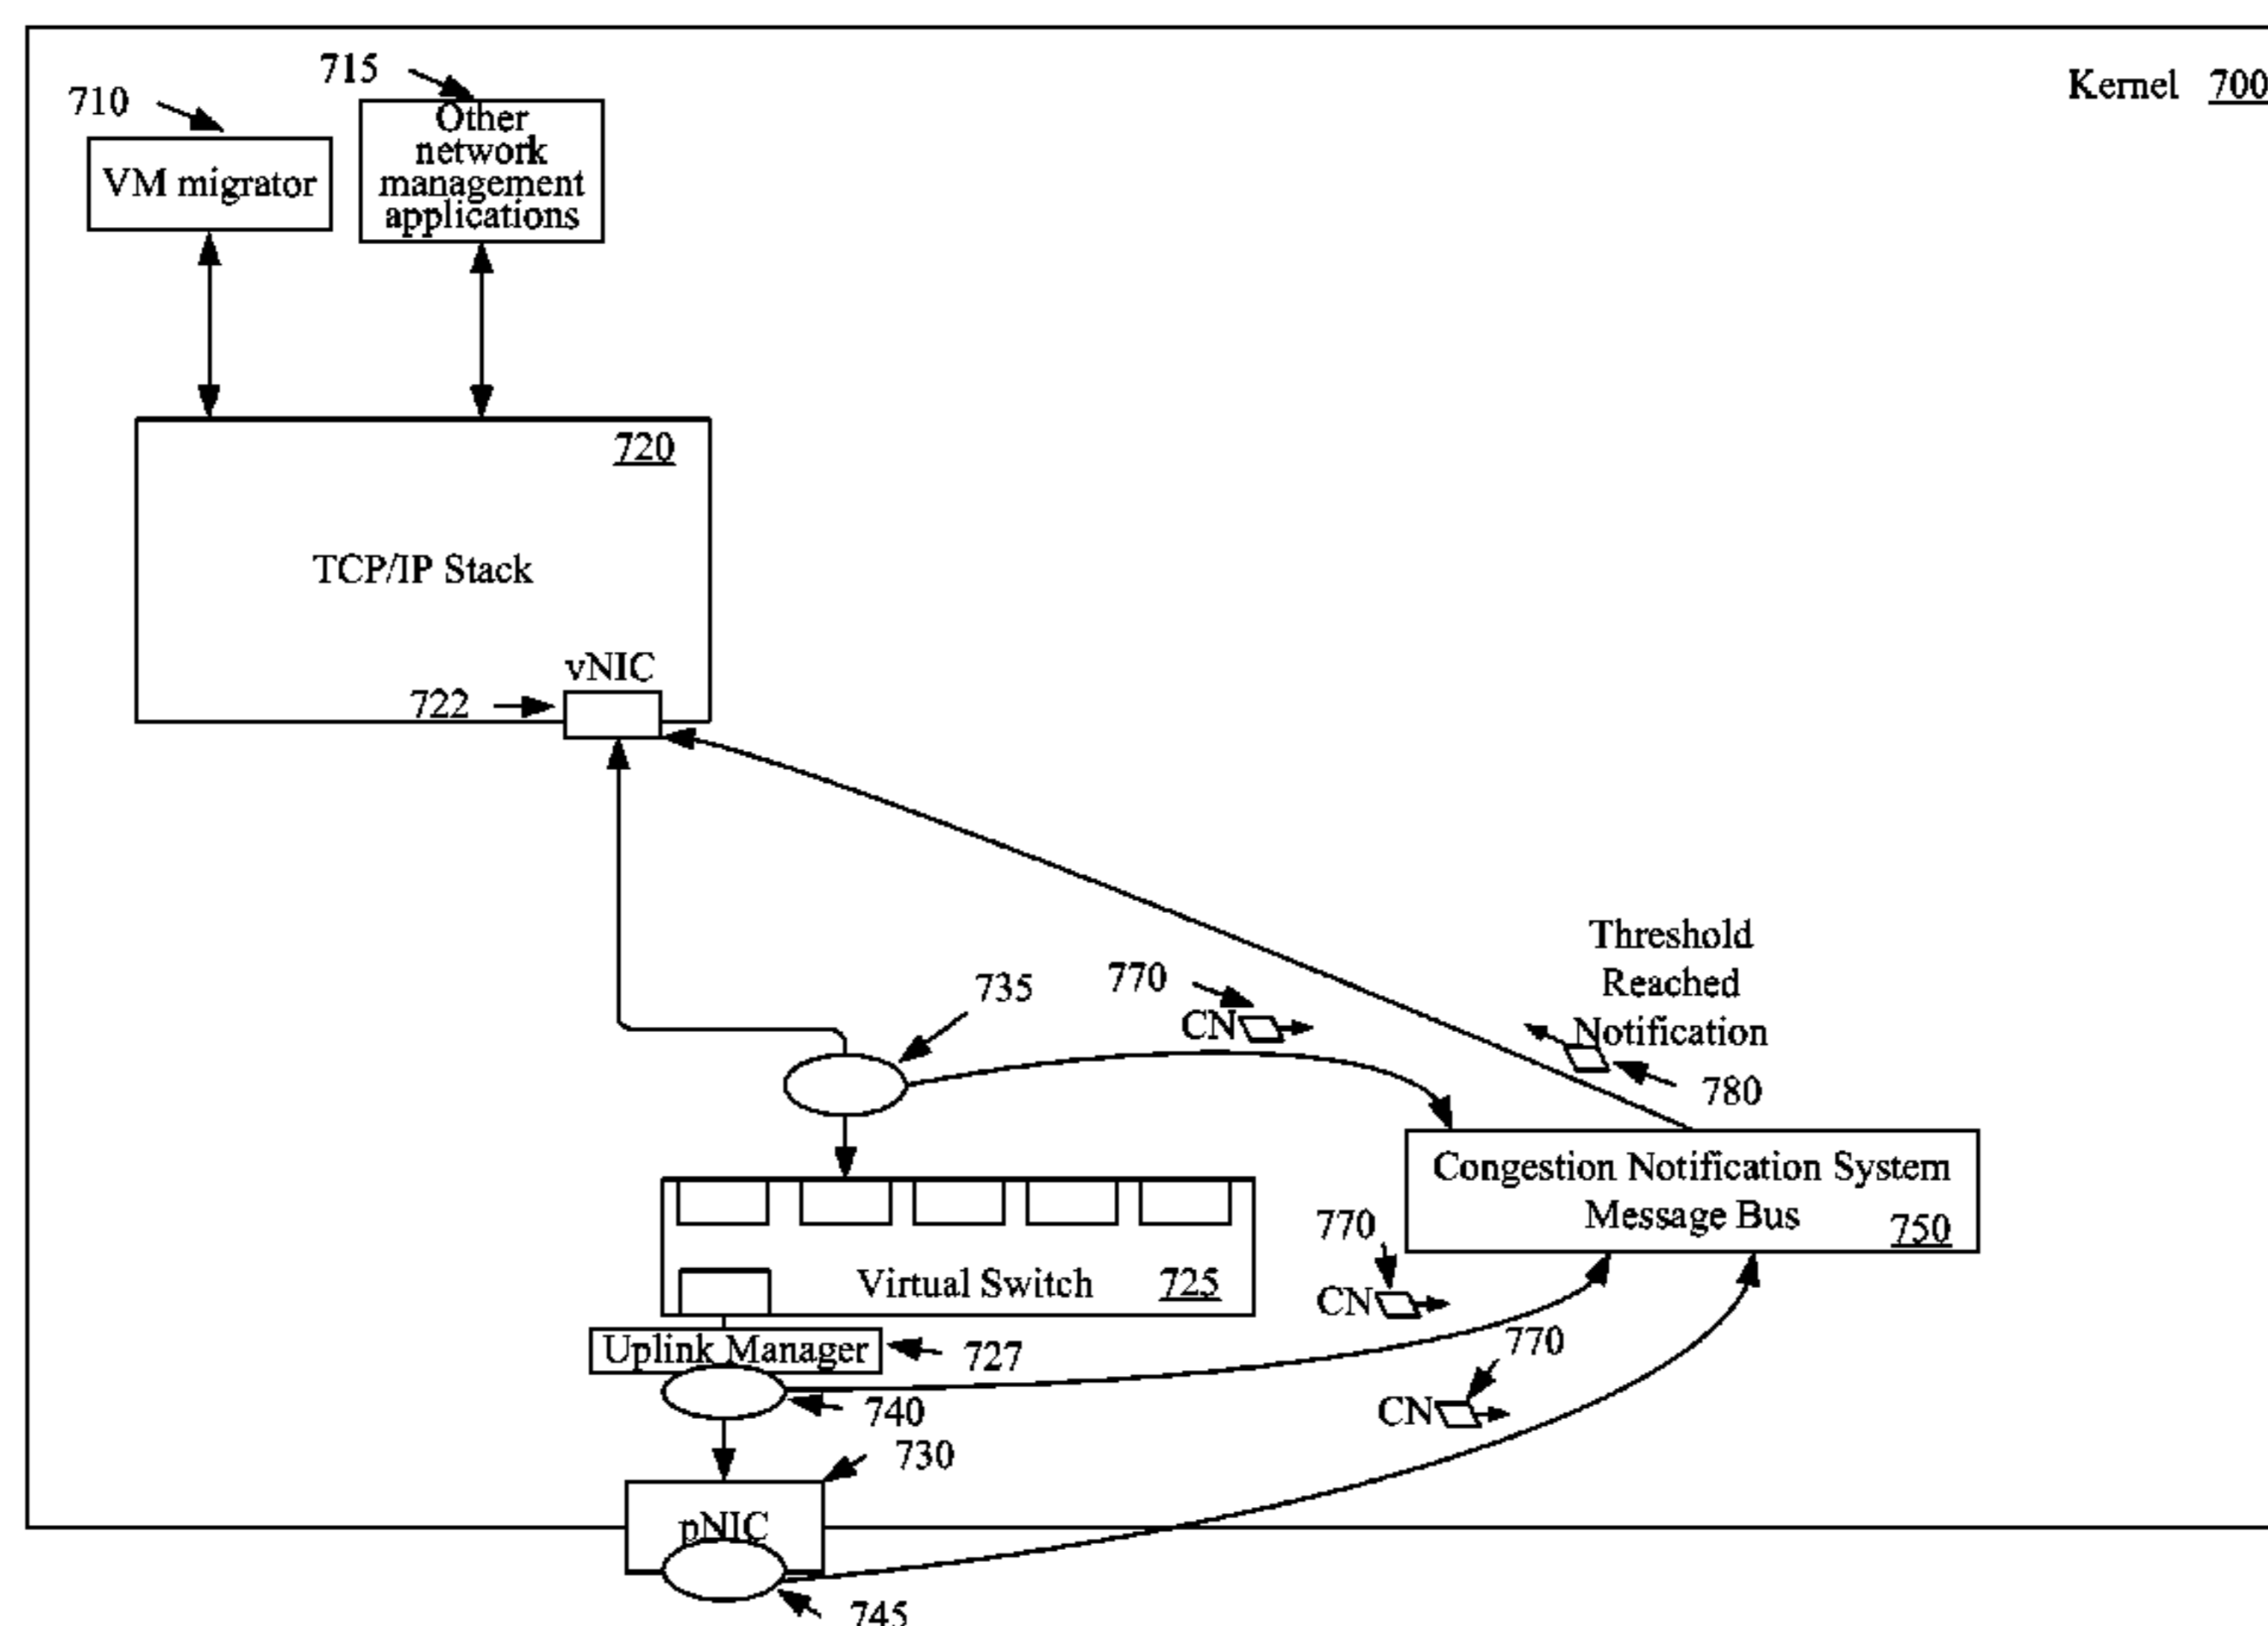 715
710
Kernel 700
Other
network
management
applications
VM migrator
720
TCP/IP Stack
vNIC
722
Threshold
Reached
Notification
735
770
CN
780
Congestion Notification System
Message Bus
750
770
CN
Virtual Switch
725
Uplink Manager
727
770
CN
740
730
pNIC
745